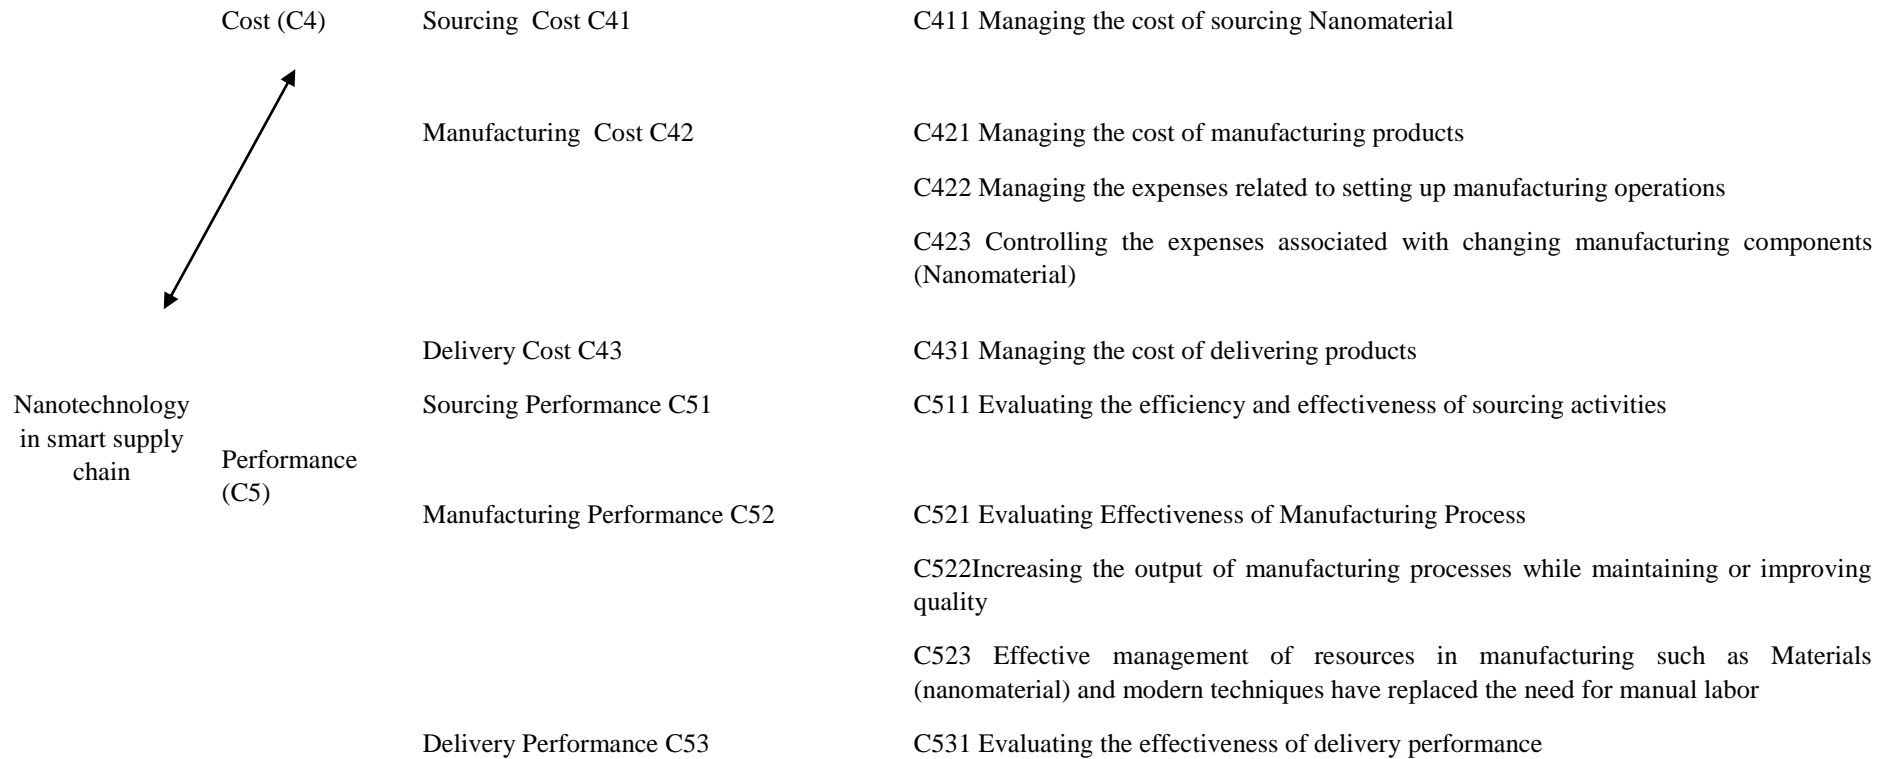 Cost (C4)
Sourcing  Cost C41
C411 Managing the cost of sourcing Nanomaterial
Manufacturing  Cost C42
C421 Managing the cost of manufacturing products
C422 Managing the expenses related to setting up manufacturing operations
C423 Controlling the expenses associated with changing manufacturing components
(Nanomaterial)
Delivery Cost C43
C431 Managing the cost of delivering products
Nanotechnology
in smart supply
chain
Performance
(C5)
Sourcing Performance C51
C511 Evaluating the efficiency and effectiveness of sourcing activities
Manufacturing Performance C52
C521 Evaluating Effectiveness of Manufacturing Process
C522Increasing the output of manufacturing processes while maintaining or improving
quality
C523 Effective management of resources in manufacturing such as Materials
(nanomaterial) and modern techniques have replaced the need for manual labor
Delivery Performance C53
C531 Evaluating the effectiveness of delivery performance